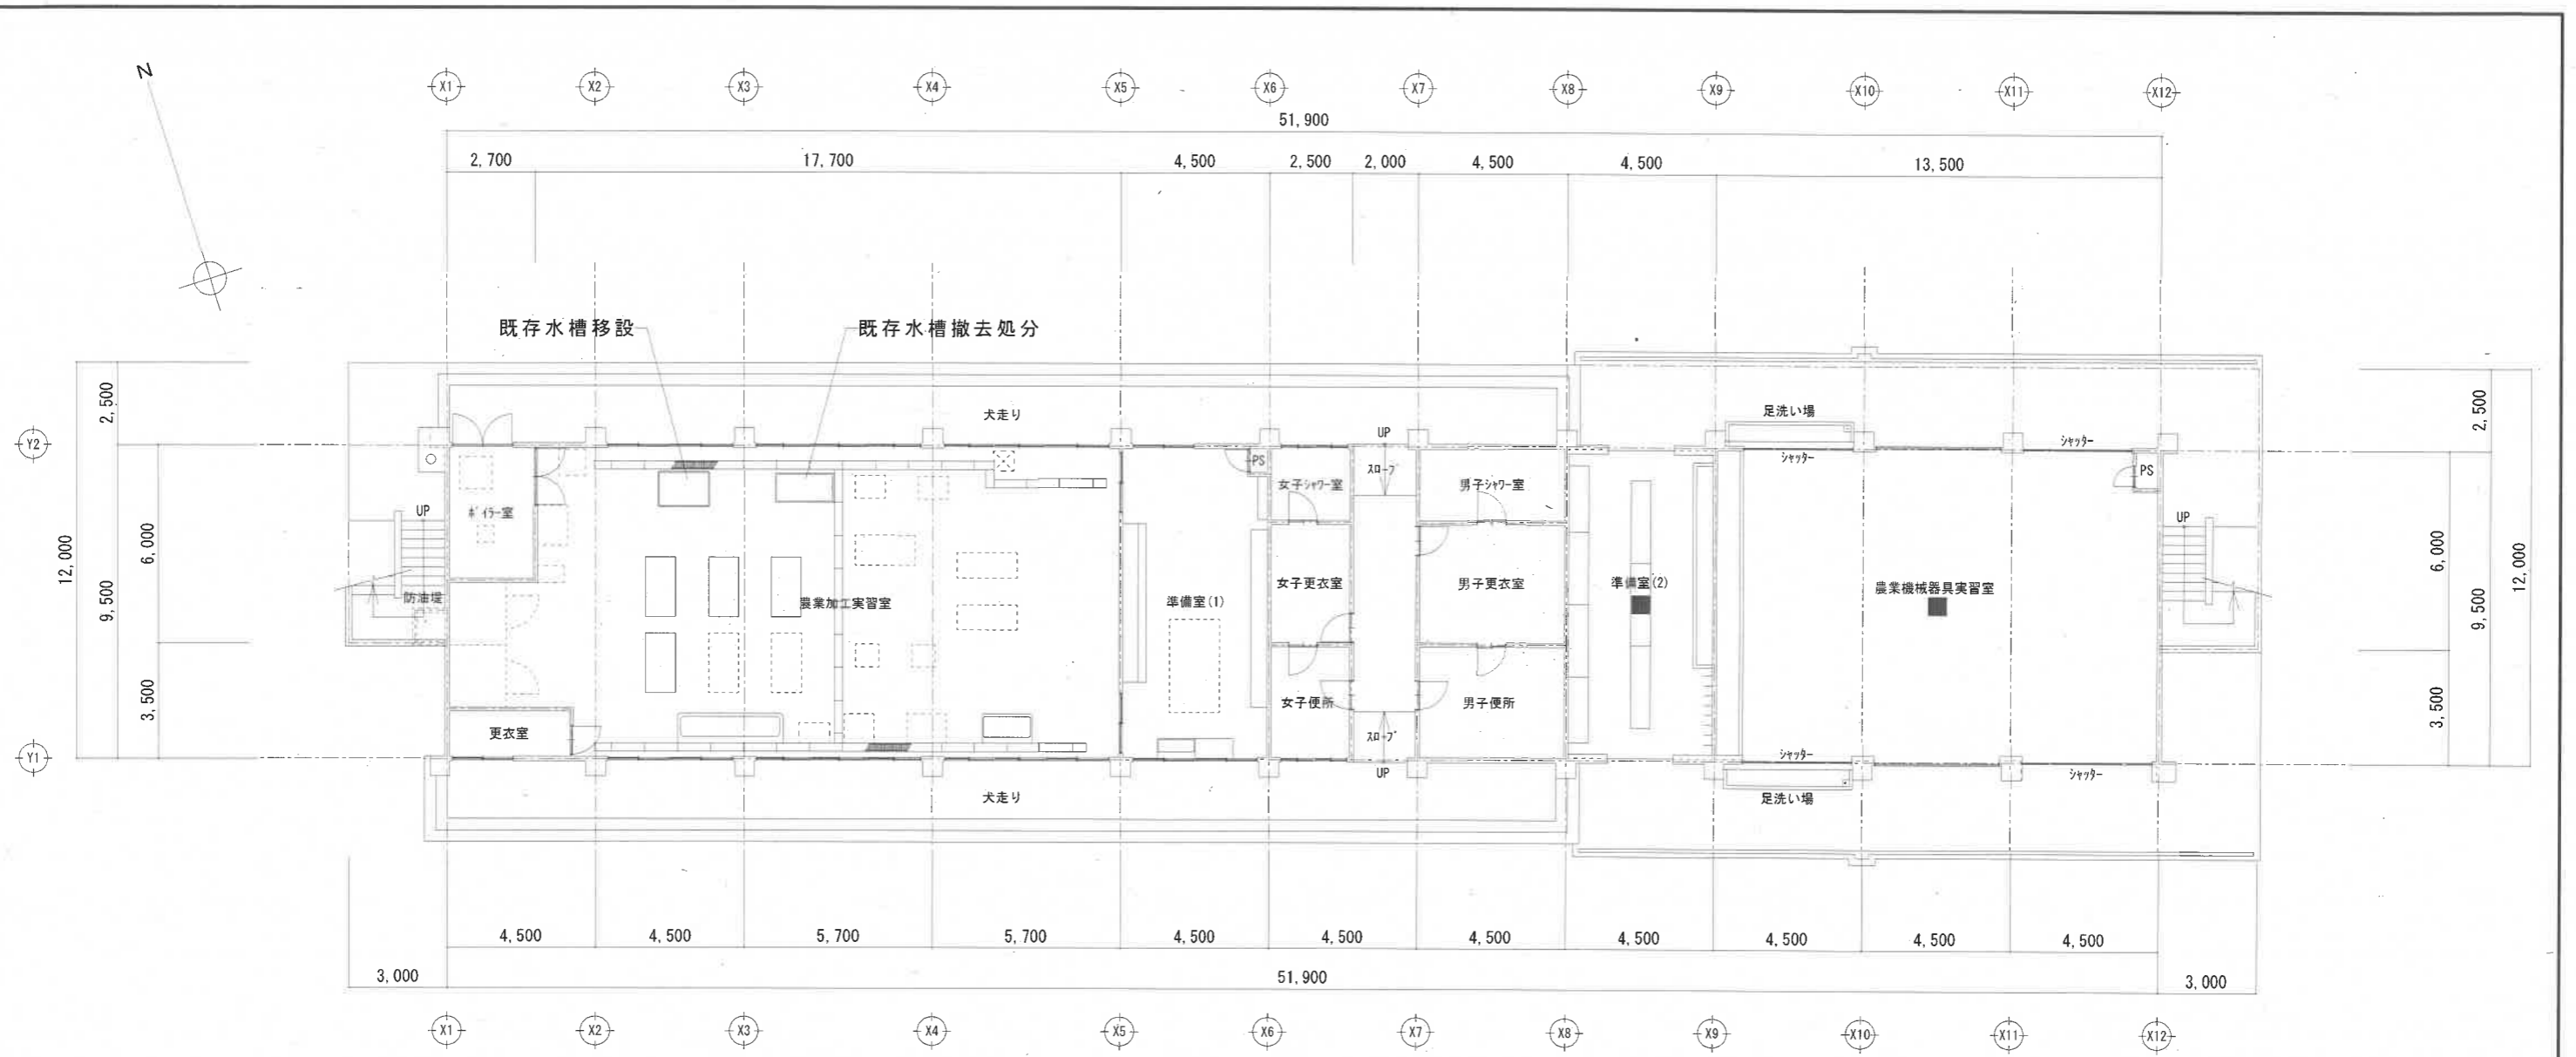 N
X1 X2 X3 X4 X5 X6 X7 X8 X9 X10 X11 X12
51,900
2,700 17,700 4,500 2,500 2,000 4,500 4,500 13,500
既存水槽移設 既存水槽撤去処分
2,500 12,000 9,500 6,000 3,500
Y2
Y1
犬走り
足洗い場
UP
シャッター
シャッター
PS
スロープ
PS
女子シャワー室
男子シャワー室
ボイラー室
UP
UP
防油堤
農業加工実習室
準備室(1)
女子更衣室
男子更衣室
準備室(2)
農業機械器具実習室
更衣室
女子便所
男子便所
スロープ
UP
シャッター
シャッター
犬走り
足洗い場
2,500 6,000 9,500 12,000 3,500
4,500 4,500 5,700 5,700 4,500 4,500 4,500 4,500 4,500 4,500 4,500
3,000 51,900 3,000
X1 X2 X3 X4 X5 X6 X7 X8 X9 X10 X11 X12